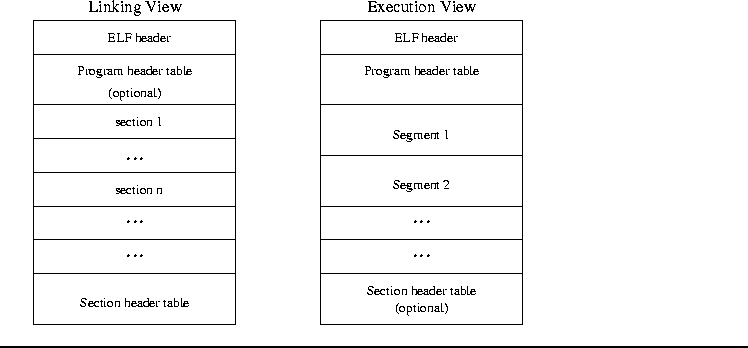 Linking View
ELF header
Program header table
(optional)
section 1
...
section n
...
...
Section header table
Execution View
ELF header
Program header table
Segment 1
Segment 2
...
...
Section header table
(optional)